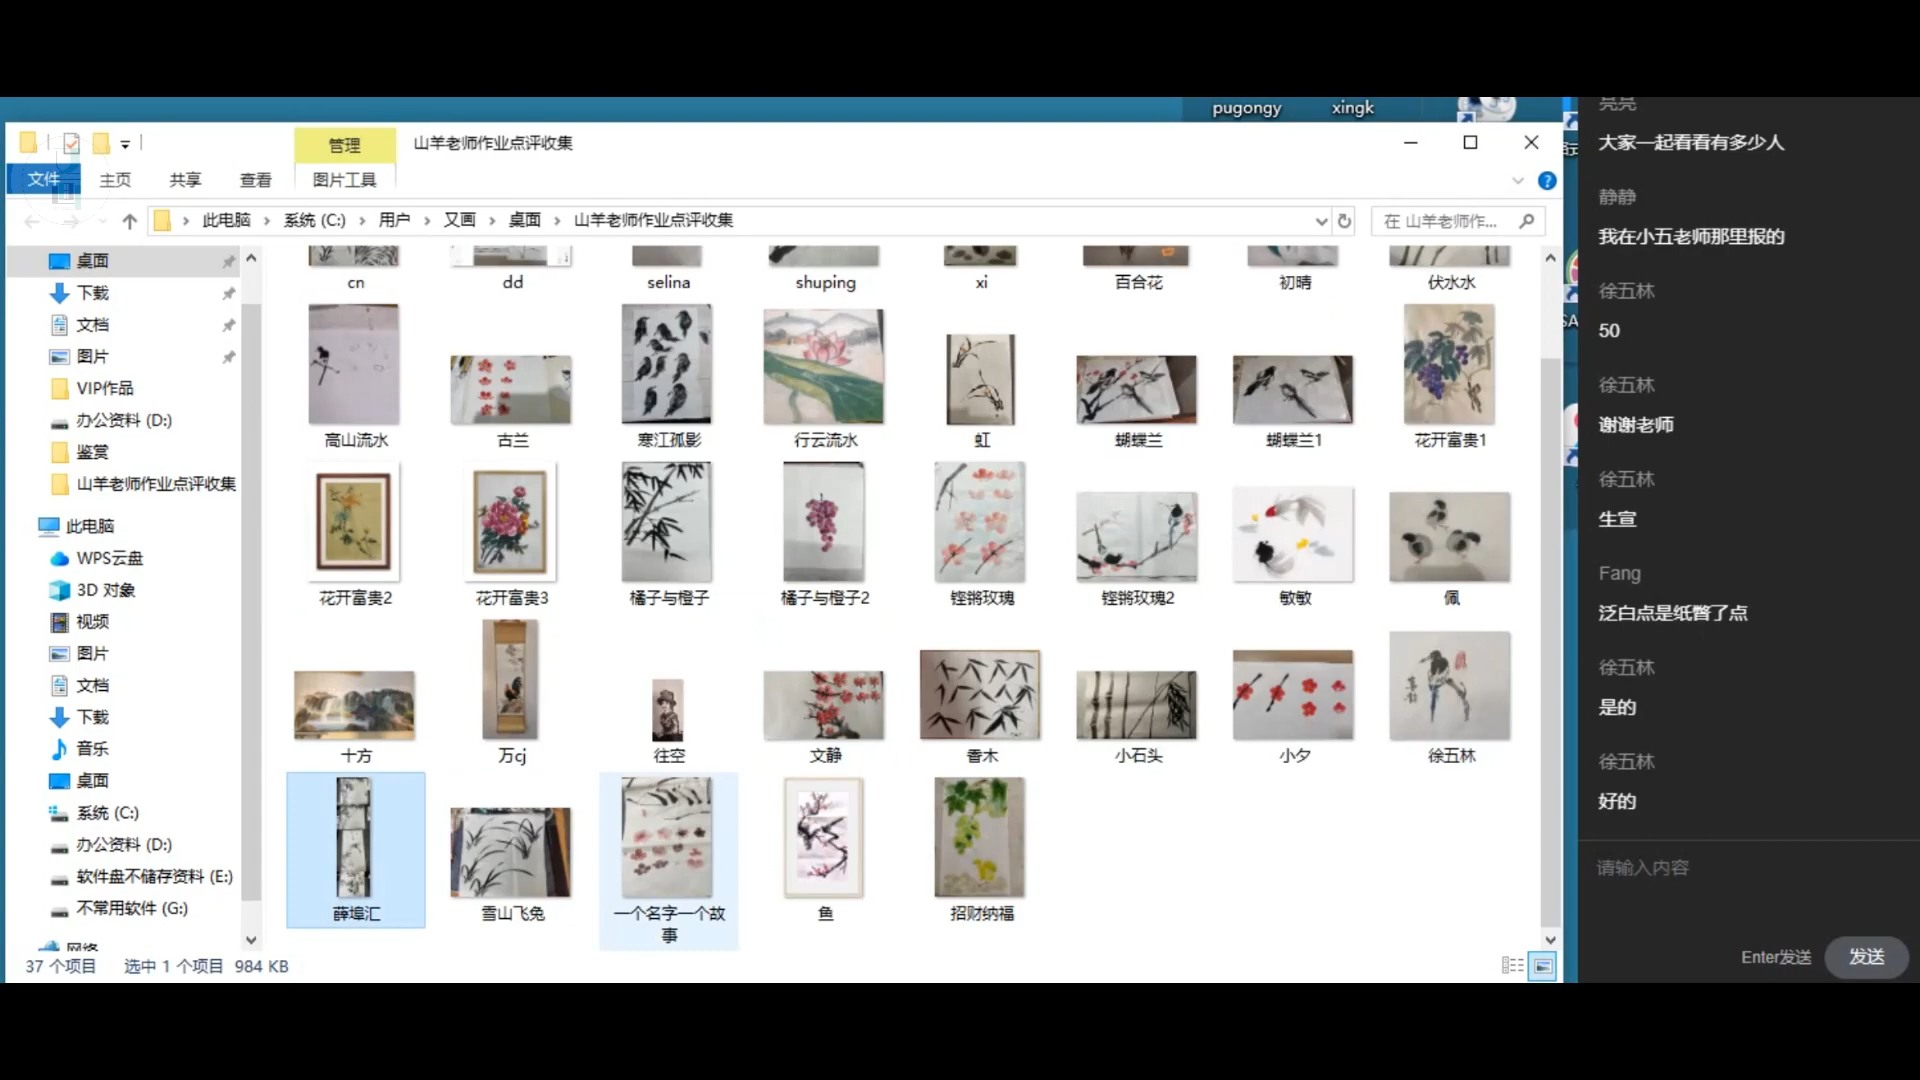 pugongy
xingk
管理
山羊老师作业点评收集
文件
主页
共享
查看
图片工具
此电脑 › 系统 (C:) › 用户 › 又画 › 桌面 › 山羊老师作业点评收集
在 山羊老师作...
桌面
下载
文档
图片
VIP作品
办公资料 (D:)
鉴赏
山羊老师作业点评收集
此电脑
WPS云盘
3D 对象
视频
图片
文档
下载
音乐
桌面
系统 (C:)
办公资料 (D:)
软件盘不储存资料 (E:)
不常用软件 (G:)
网络
cn
dd
selina
shuping
xi
百合花
初晴
伏水水
高山流水
古兰
寒江孤影
行云流水
虹
蝴蝶兰
蝴蝶兰1
花开富贵1
花开富贵2
花开富贵3
橘子与橙子
橘子与橙子2
铿锵玫瑰
铿锵玫瑰2
敏敏
佩
十方
万cj
往空
文静
香木
小石头
小夕
徐五林
薛埠汇
雪山飞兔
一个名字一个故
事
鱼
招财纳福
37 个项目
选中 1 个项目
984 KB
亮亮
大家一起看看有多少人
静静
我在小五老师那里报的
徐五林
50
徐五林
谢谢老师
徐五林
生宣
Fang
泛白点是纸瞥了点
徐五林
是的
徐五林
好的
请输入内容
Enter发送
发送